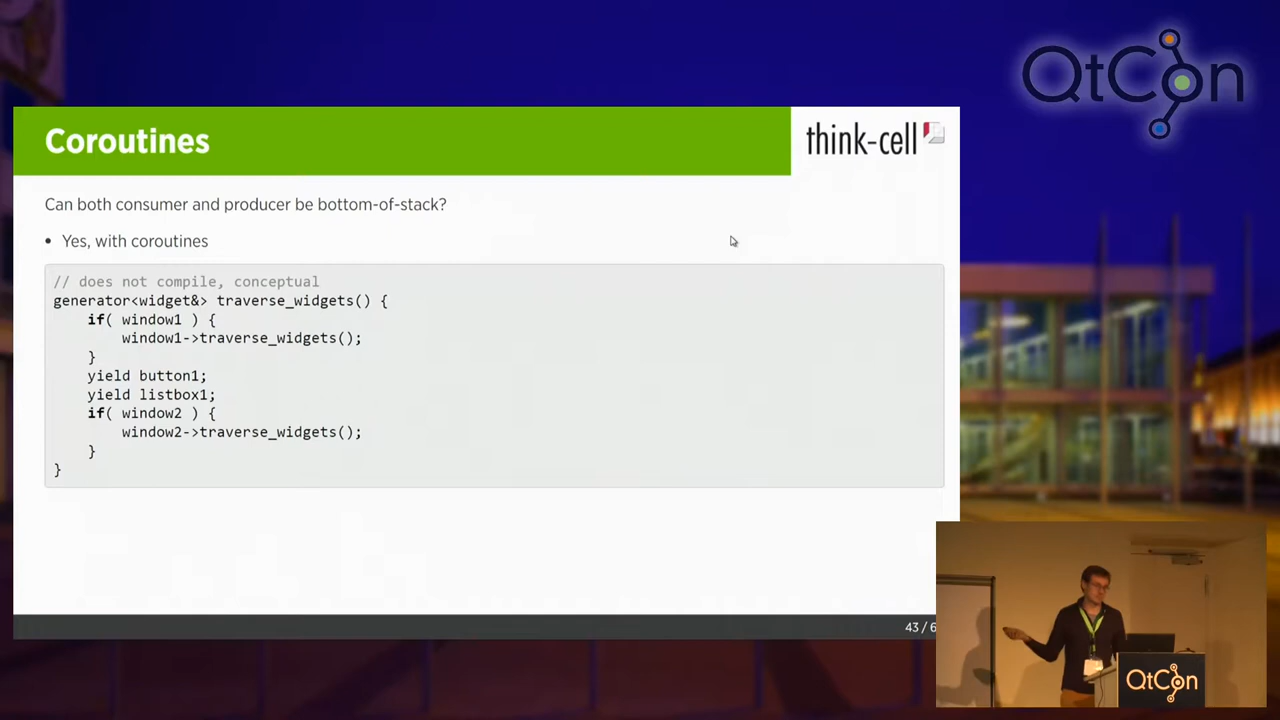 QtCon
Coroutines
think-cell
Can both consumer and producer be bottom-of-stack?
• Yes, with coroutines
// does not compile, conceptual
generator<widget&> traverse_widgets() {
if( window1 ) {
window1->traverse_widgets();
}
yield button1;
yield listbox1;
if( window2 ) {
window2->traverse_widgets();
}
}
43 / 6
QtCon